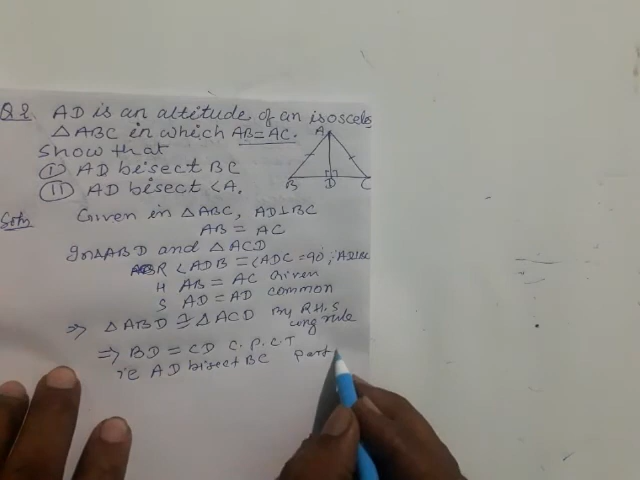 Q2. AD is an altitude of an isosceles
△ABC in which AB=AC.
Show that
(I) AD bisect BC
(II) AD bisect <A.
A
B D C
Soln Given in △ABC, AD⊥BC
AB = AC
In △ABD and △ACD
R <ADB = <ADC = 90°, ∵ AD⊥BC
H AB = AC Given
S AD = AD common
⇒ △ABD ≅ △ACD By R.H.S
cong rule
⇒ BD = CD C.P.C.T
ie AD bisect BC part